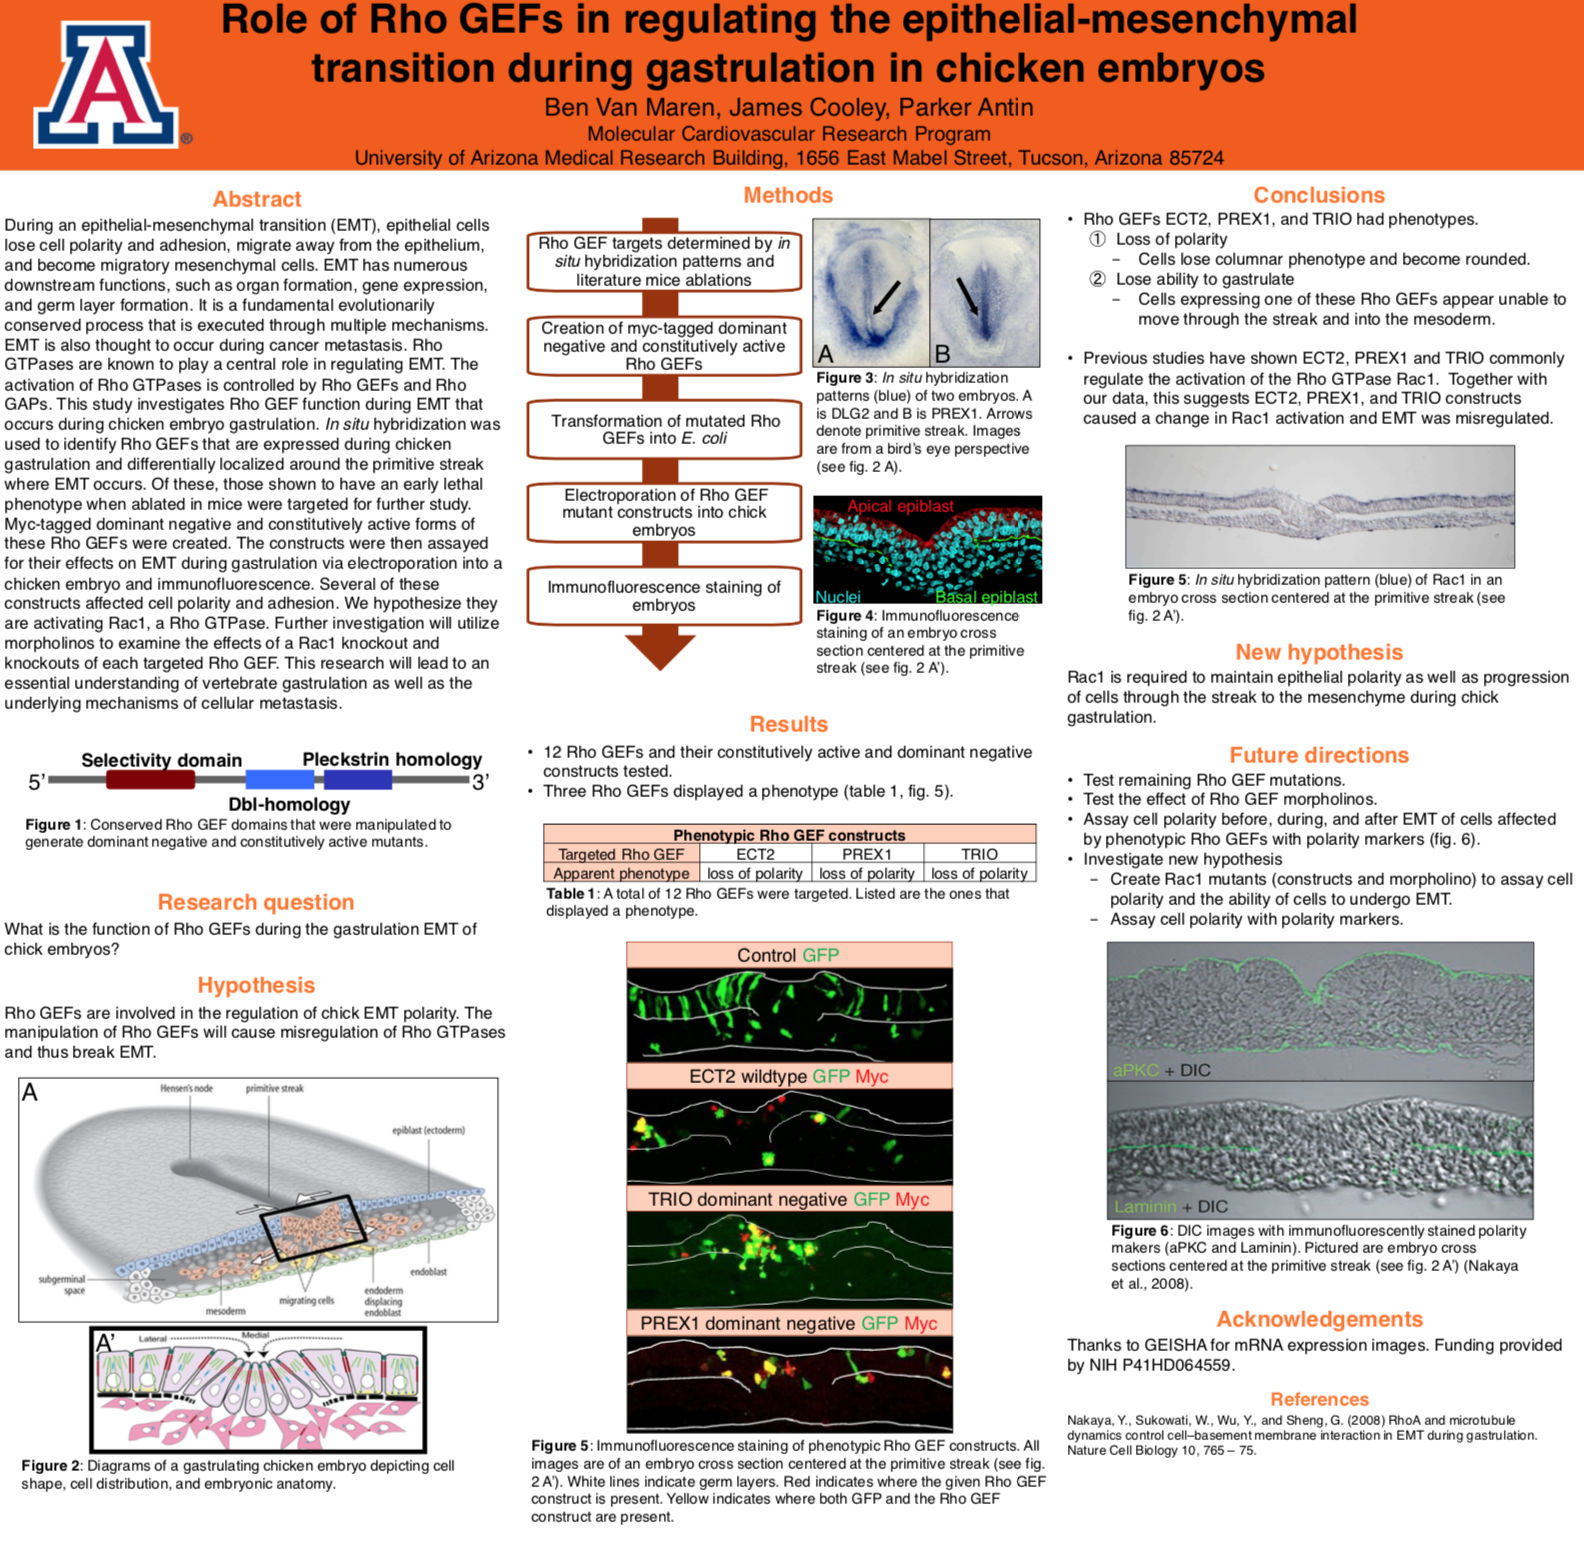 Role of Rho GEFs in regulating the epithelial-mesenchymal
transition during gastrulation in chicken embryos
Ben Van Maren, James Cooley, Parker Antin
Molecular Cardiovascular Research Program
University of Arizona Medical Research Building, 1656 East Mabel Street, Tucson, Arizona 85724
A
®
Abstract
During an epithelial-mesenchymal transition (EMT), epithelial cells
lose cell polarity and adhesion, migrate away from the epithelium,
and become migratory mesenchymal cells. EMT has numerous
downstream functions, such as organ formation, gene expression,
and germ layer formation. It is a fundamental evolutionarily
conserved process that is executed through multiple mechanisms.
EMT is also thought to occur during cancer metastasis. Rho
GTPases are known to play a central role in regulating EMT. The
activation of Rho GTPases is controlled by Rho GEFs and Rho
GAPs. This study investigates Rho GEF function during EMT that
occurs during chicken embryo gastrulation. In situ hybridization was
used to identify Rho GEFs that are expressed during chicken
gastrulation and differentially localized around the primitive streak
where EMT occurs. Of these, those shown to have an early lethal
phenotype when ablated in mice were targeted for further study.
Myc-tagged dominant negative and constitutively active forms of
these Rho GEFs were created. The constructs were then assayed
for their effects on EMT during gastrulation via electroporation into a
chicken embryo and immunofluorescence. Several of these
constructs affected cell polarity and adhesion. We hypothesize they
are activating Rac1, a Rho GTPase. Further investigation will utilize
morpholinos to examine the effects of a Rac1 knockout and
knockouts of each targeted Rho GEF. This research will lead to an
essential understanding of vertebrate gastrulation as well as the
underlying mechanisms of cellular metastasis.
Selectivity domain
Pleckstrin homology
5’
3’
Dbl-homology
Figure 1: Conserved Rho GEF domains that were manipulated to
generate dominant negative and constitutively active mutants.
Research question
What is the function of Rho GEFs during the gastrulation EMT of
chick embryos?
Hypothesis
Rho GEFs are involved in the regulation of chick EMT polarity. The
manipulation of Rho GEFs will cause misregulation of Rho GTPases
and thus break EMT.
A
Hensen's node
primitive streak
epiblast (ectoderm)
subgerminal
space
mesoderm
migrating cells
endoderm
displacing
endoblast
endoblast
A’
Lateral
Medial
Figure 2: Diagrams of a gastrulating chicken embryo depicting cell
shape, cell distribution, and embryonic anatomy.
Methods
Rho GEF targets determined by in
situ hybridization patterns and
literature mice ablations
Creation of myc-tagged dominant
negative and constitutively active
Rho GEFs
Transformation of mutated Rho
GEFs into E. coli
Electroporation of Rho GEF
mutant constructs into chick
embryos
Immunofluorescence staining of
embryos
A
B
Figure 3: In situ hybridization
patterns (blue) of two embryos. A
is DLG2 and B is PREX1. Arrows
denote primitive streak. Images
are from a bird’s eye perspective
(see fig. 2 A).
Apical epiblast
Nuclei
Basal epiblast
Figure 4: Immunofluorescence
staining of an embryo cross
section centered at the primitive
streak (see fig. 2 A’).
Results
• 12 Rho GEFs and their constitutively active and dominant negative
constructs tested.
• Three Rho GEFs displayed a phenotype (table 1, fig. 5).
Phenotypic Rho GEF constructs
Targeted Rho GEF ECT2 PREX1 TRIO
Apparent phenotype loss of polarity loss of polarity loss of polarity
Table 1: A total of 12 Rho GEFs were targeted. Listed are the ones that
displayed a phenotype.
Control GFP
ECT2 wildtype GFP Myc
TRIO dominant negative GFP Myc
PREX1 dominant negative GFP Myc
Figure 5: Immunofluorescence staining of phenotypic Rho GEF constructs. All
images are of an embryo cross section centered at the primitive streak (see fig.
2 A’). White lines indicate germ layers. Red indicates where the given Rho GEF
construct is present. Yellow indicates where both GFP and the Rho GEF
construct are present.
Conclusions
• Rho GEFs ECT2, PREX1, and TRIO had phenotypes.
① Loss of polarity
– Cells lose columnar phenotype and become rounded.
② Lose ability to gastrulate
– Cells expressing one of these Rho GEFs appear unable to
move through the streak and into the mesoderm.
• Previous studies have shown ECT2, PREX1 and TRIO commonly
regulate the activation of the Rho GTPase Rac1. Together with
our data, this suggests ECT2, PREX1, and TRIO constructs
caused a change in Rac1 activation and EMT was misregulated.
Figure 5: In situ hybridization pattern (blue) of Rac1 in an
embryo cross section centered at the primitive streak (see
fig. 2 A’).
New hypothesis
Rac1 is required to maintain epithelial polarity as well as progression
of cells through the streak to the mesenchyme during chick
gastrulation.
Future directions
• Test remaining Rho GEF mutations.
• Test the effect of Rho GEF morpholinos.
• Assay cell polarity before, during, and after EMT of cells affected
by phenotypic Rho GEFs with polarity markers (fig. 6).
• Investigate new hypothesis
– Create Rac1 mutants (constructs and morpholino) to assay cell
polarity and the ability of cells to undergo EMT.
– Assay cell polarity with polarity markers.
aPKC + DIC
Laminin + DIC
Figure 6: DIC images with immunofluorescently stained polarity
makers (aPKC and Laminin). Pictured are embryo cross
sections centered at the primitive streak (see fig. 2 A’) (Nakaya
et al., 2008).
Acknowledgements
Thanks to GEISHA for mRNA expression images. Funding provided
by NIH P41HD064559.
References
Nakaya, Y., Sukowati, W., Wu, Y., and Sheng, G. (2008) RhoA and microtubule
dynamics control cell–basement membrane interaction in EMT during gastrulation.
Nature Cell Biology 10, 765 – 75.